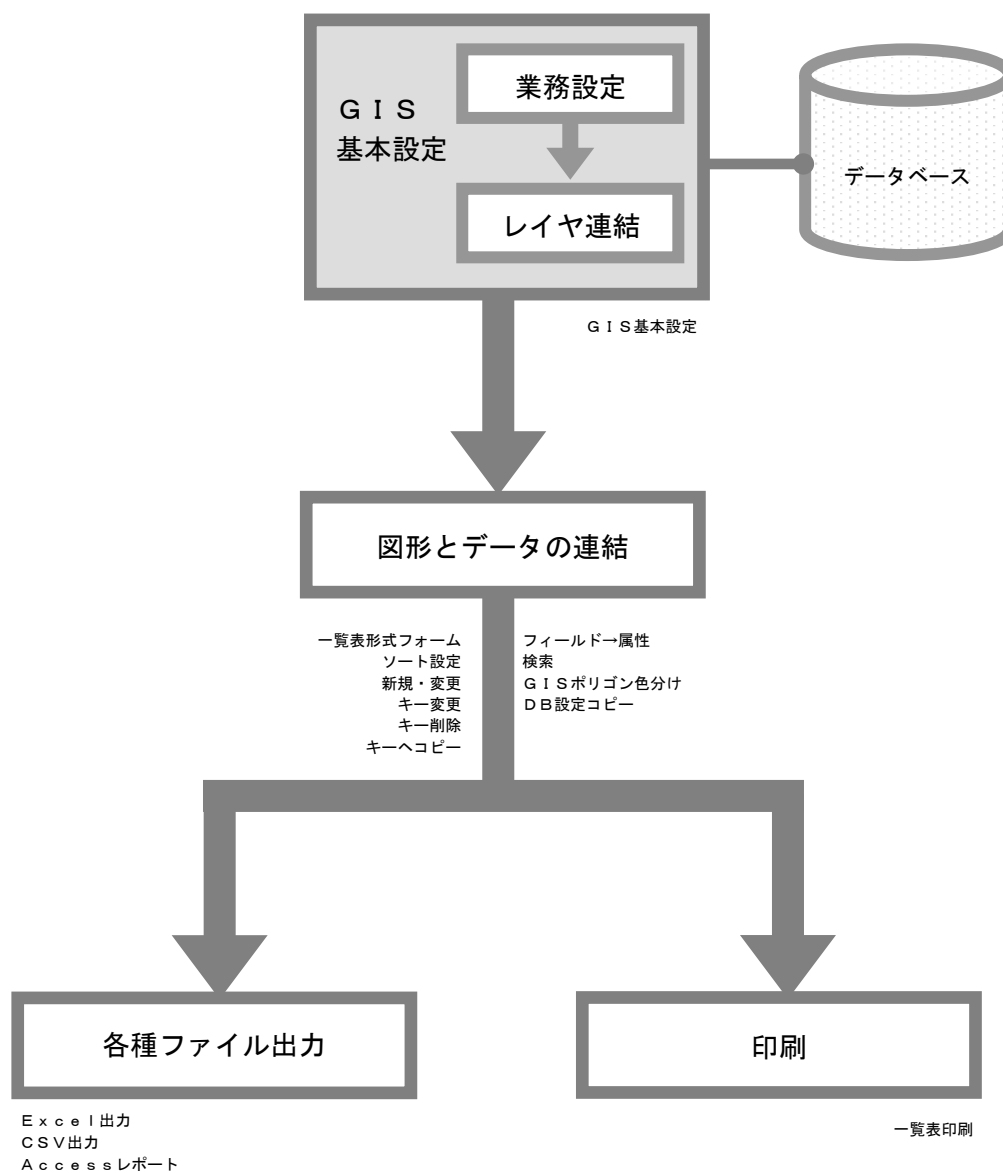 ＧＩＳ
基本設定
業務設定
レイヤ連結
データベース
ＧＩＳ基本設定
図形とデータの連結
一覧表形式フォーム
ソート設定
新規・変更
キー変更
キー削除
キーへコピー
フィールド→属性
検索
ＧＩＳポリゴン色分け
ＤＢ設定コピー
各種ファイル出力
Ｅｘｃｅｌ出力
ＣＳＶ出力
Ａｃｃｅｓｓレポート
印刷
一覧表印刷